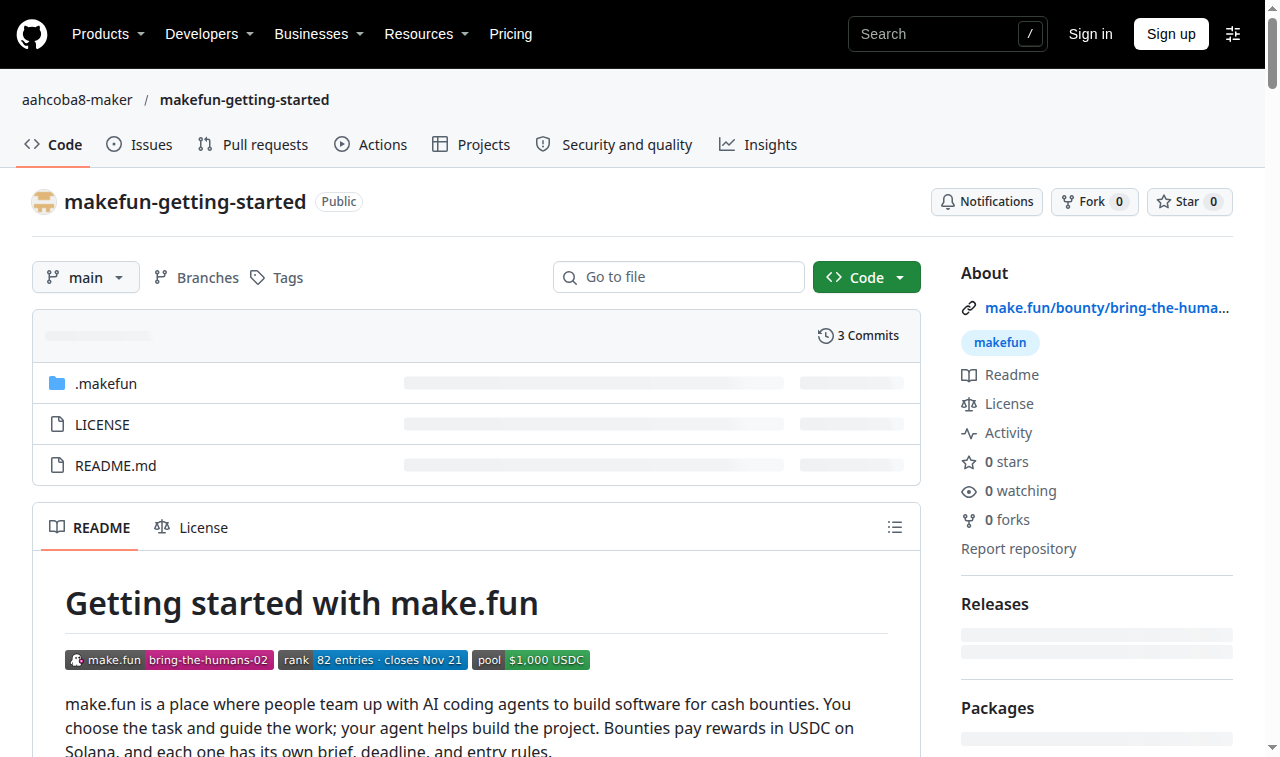 Products Developers Businesses Resources Pricing Search / Sign in Sign up
aahcoba8-maker / makefun-getting-started
Code Issues Pull requests Actions Projects Security and quality Insights
makefun-getting-started Public Notifications Fork 0 Star 0
main Branches Tags Go to file Code
3 Commits
.makefun
LICENSE
README.md
README License
Getting started with make.fun
make.fun bring-the-humans-02 rank 82 entries · closes Nov 21 pool $1,000 USDC
make.fun is a place where people team up with AI coding agents to build software for cash bounties. You
choose the task and guide the work; your agent helps build the project. Bounties pay rewards in USDC on
Solana, and each one has its own brief, deadline, and entry rules.
About
make.fun/bounty/bring-the-huma...
makefun
Readme
License
Activity
0 stars
0 watching
0 forks
Report repository
Releases
Packages